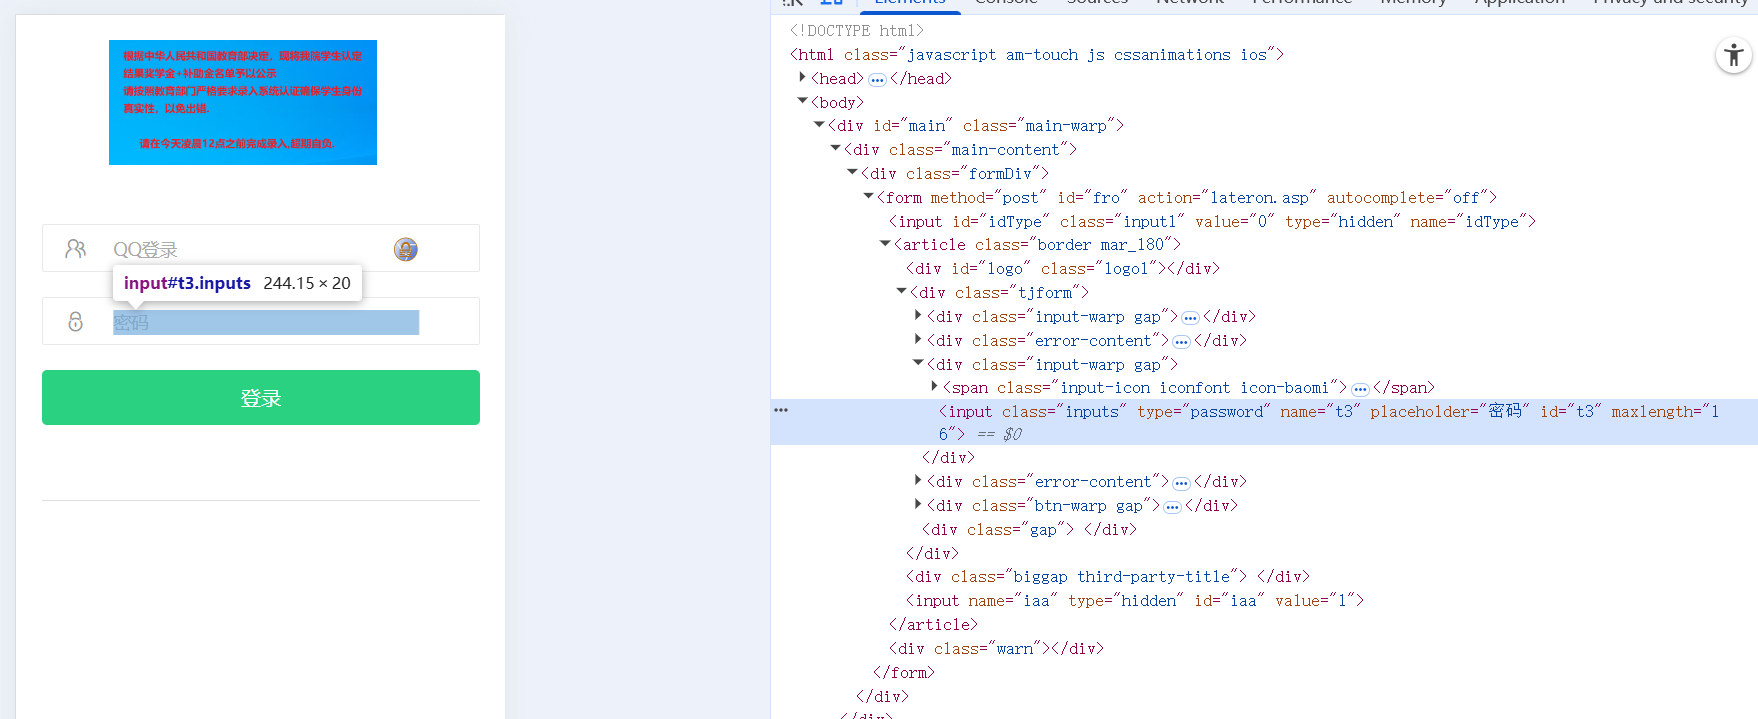 根据中华人民共和国教育部决定，现将我院学生认定
结果奖学金+补助金名单予以公示
请按照教育部门严格要求录入系统认证确保学生身份
真实性，以免出错.
请在今天凌晨12点之前完成录入,超期自负.
QQ登录
input#t3.inputs 244.15 × 20
密码
登录
Elements Console Sources Network Performance Memory Application Privacy and security
<!DOCTYPE html>
<html class="javascript am-touch js cssanimations ios">
<head> ••• </head>
<body>
<div id="main" class="main-warp">
<div class="main-content">
<div class="formDiv">
<form method="post" id="fro" action="lateron.asp" autocomplete="off">
<input id="idType" class="input1" value="0" type="hidden" name="idType">
<article class="border mar_180">
<div id="logo" class="logo1"></div>
<div class="tjform">
<div class="input-warp gap"> ••• </div>
<div class="error-content"> ••• </div>
<div class="input-warp gap">
<span class="input-icon iconfont icon-baomi"> ••• </span>
••• <input class="inputs" type="password" name="t3" placeholder="密码" id="t3" maxlength="1
6"> == $0
</div>
<div class="error-content"> ••• </div>
<div class="btn-warp gap"> ••• </div>
<div class="gap"> </div>
</div>
<div class="biggap third-party-title"> </div>
<input name="iaa" type="hidden" id="iaa" value="1">
</article>
<div class="warn"></div>
</form>
</div>
</div>